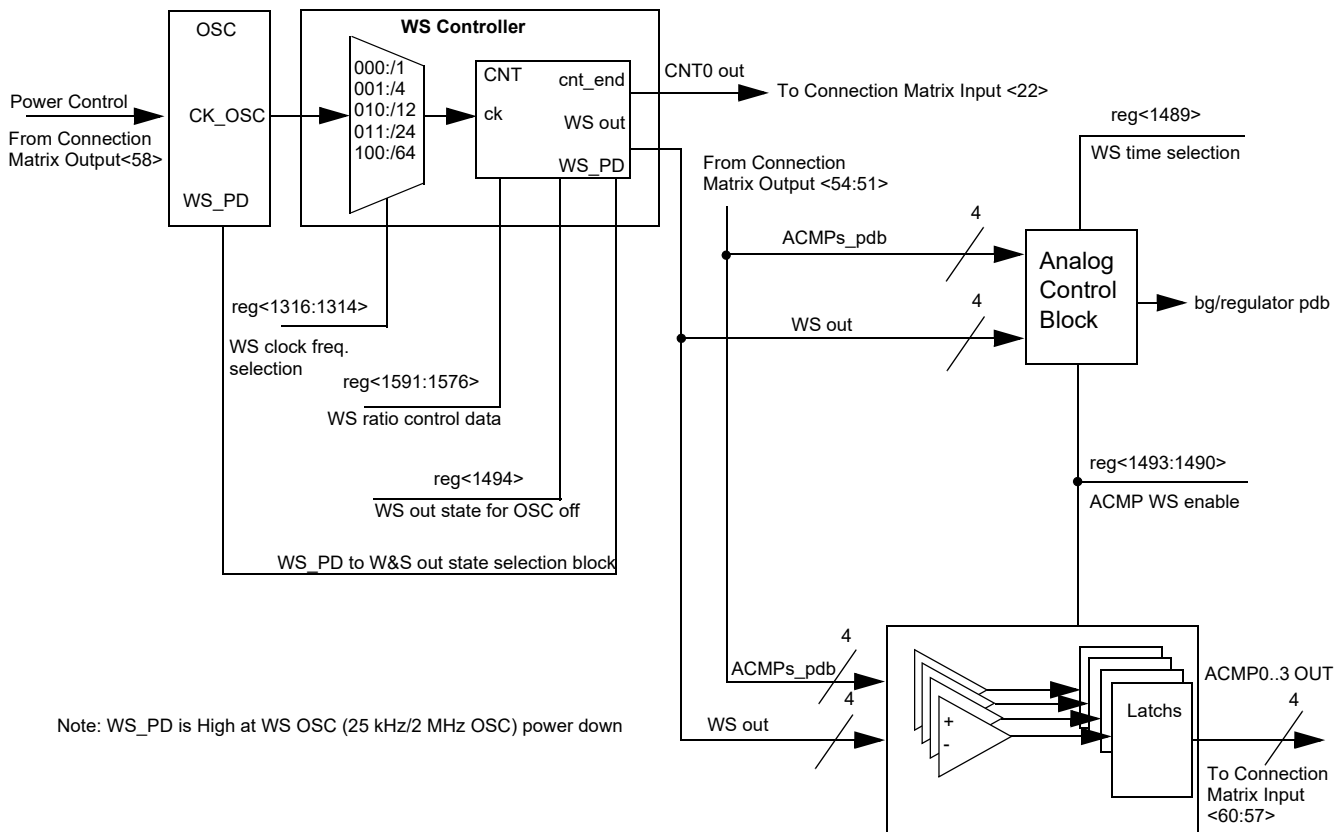 OSC
WS Controller
CK_OSC
WS_PD
Power Control
From Connection
Matrix Output<58>
000:/1
001:/4
010:/12
011:/24
100:/64
CNT
cnt_end
ck
WS out
WS_PD
CNT0 out
To Connection Matrix Input <22>
reg<1316:1314>
WS clock freq.
selection
reg<1591:1576>
WS ratio control data
reg<1494>
WS out state for OSC off
WS_PD to W&S out state selection block
From Connection
Matrix Output <54:51>
reg<1489>
WS time selection
ACMPs_pdb
4
WS out
4
Analog
Control
Block
bg/regulator pdb
reg<1493:1490>
ACMP WS enable
ACMPs_pdb
4
WS out
4
+
-
Latchs
ACMP0..3 OUT
4
To Connection
Matrix Input
<60:57>
Note: WS_PD is High at WS OSC (25 kHz/2 MHz OSC) power down